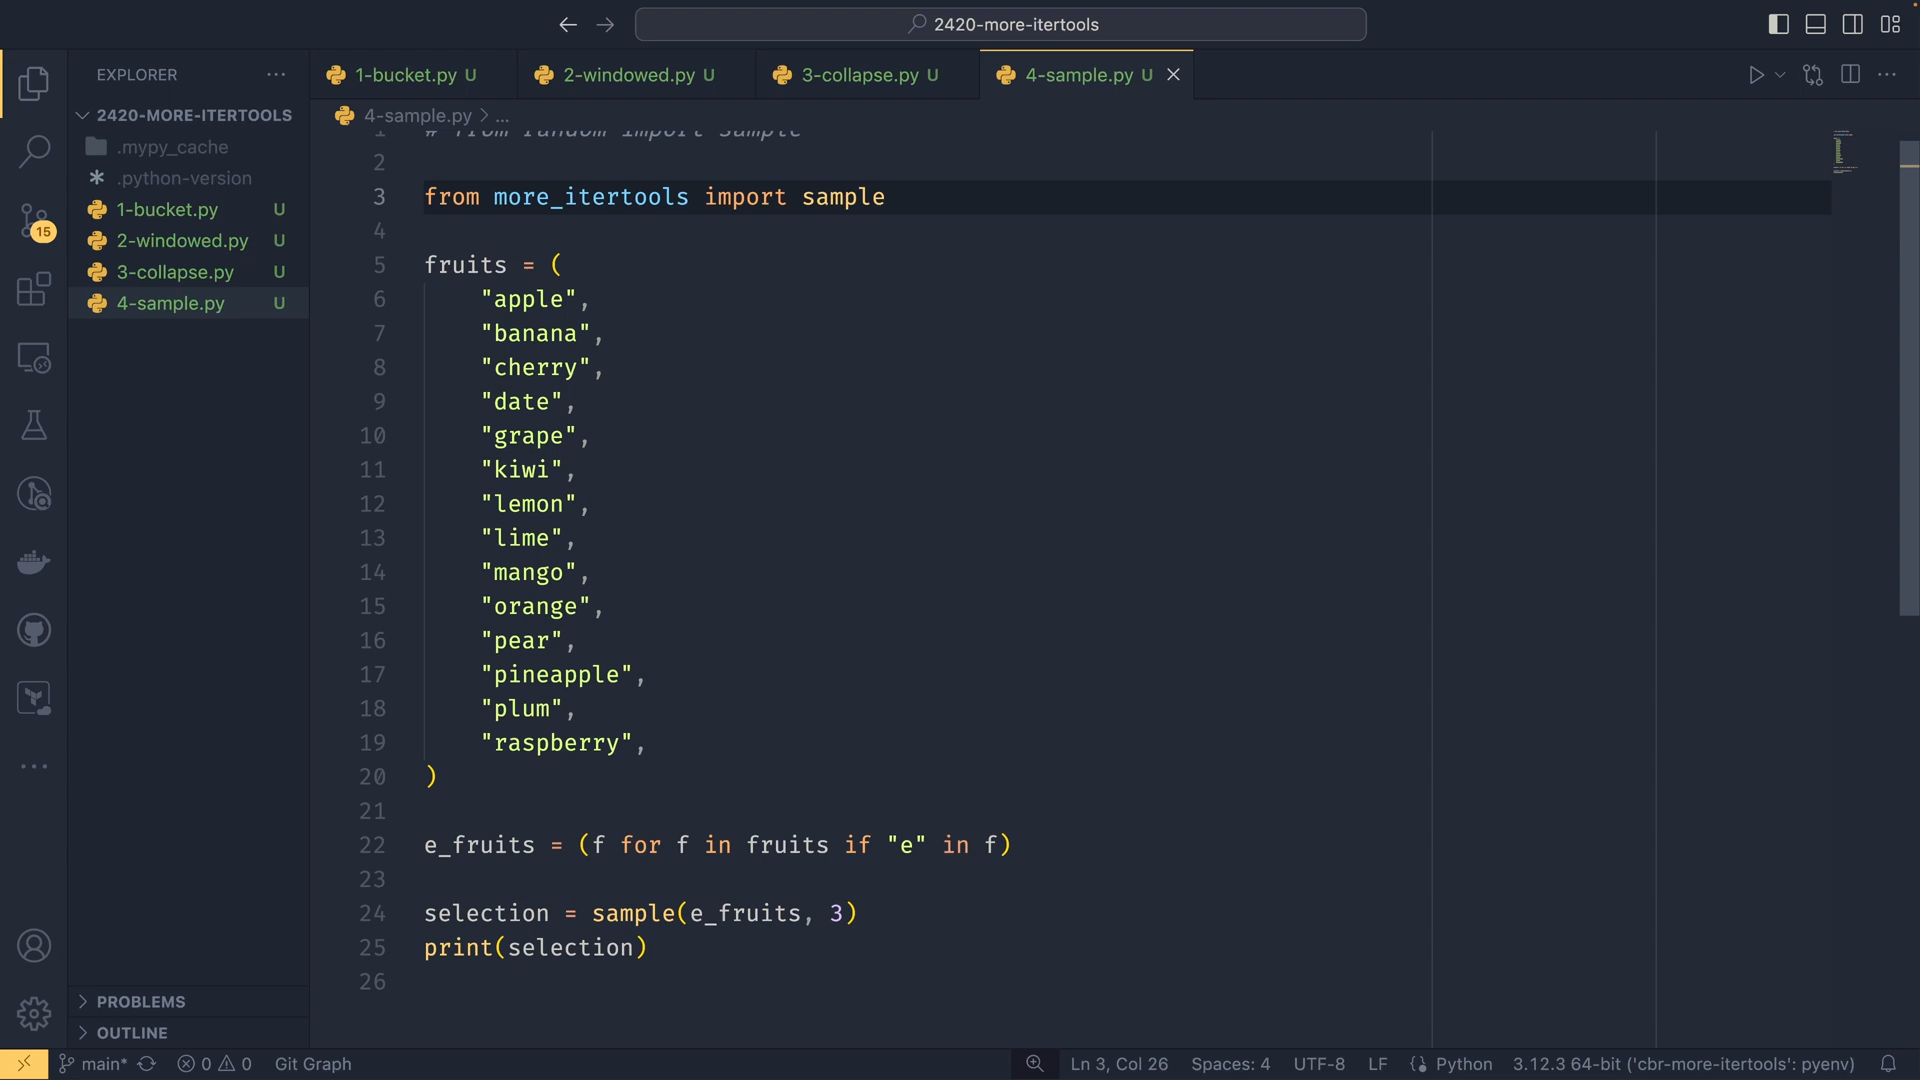 2420-more-itertools
EXPLORER
1-bucket.py U
2-windowed.py U
3-collapse.py U
4-sample.py U
2420-MORE-ITERTOOLS
.mypy_cache
.python-version
1-bucket.py U
2-windowed.py U
3-collapse.py U
4-sample.py U
15
PROBLEMS
OUTLINE
4-sample.py > ...
1 # from random import sample
2
3 from more_itertools import sample
4
5 fruits = (
6 "apple",
7 "banana",
8 "cherry",
9 "date",
10 "grape",
11 "kiwi",
12 "lemon",
13 "lime",
14 "mango",
15 "orange",
16 "pear",
17 "pineapple",
18 "plum",
19 "raspberry",
20 )
21
22 e_fruits = (f for f in fruits if "e" in f)
23
24 selection = sample(e_fruits, 3)
25 print(selection)
26
main* 0 0 Git Graph Ln 3, Col 26 Spaces: 4 UTF-8 LF Python 3.12.3 64-bit ('cbr-more-itertools': pyenv)